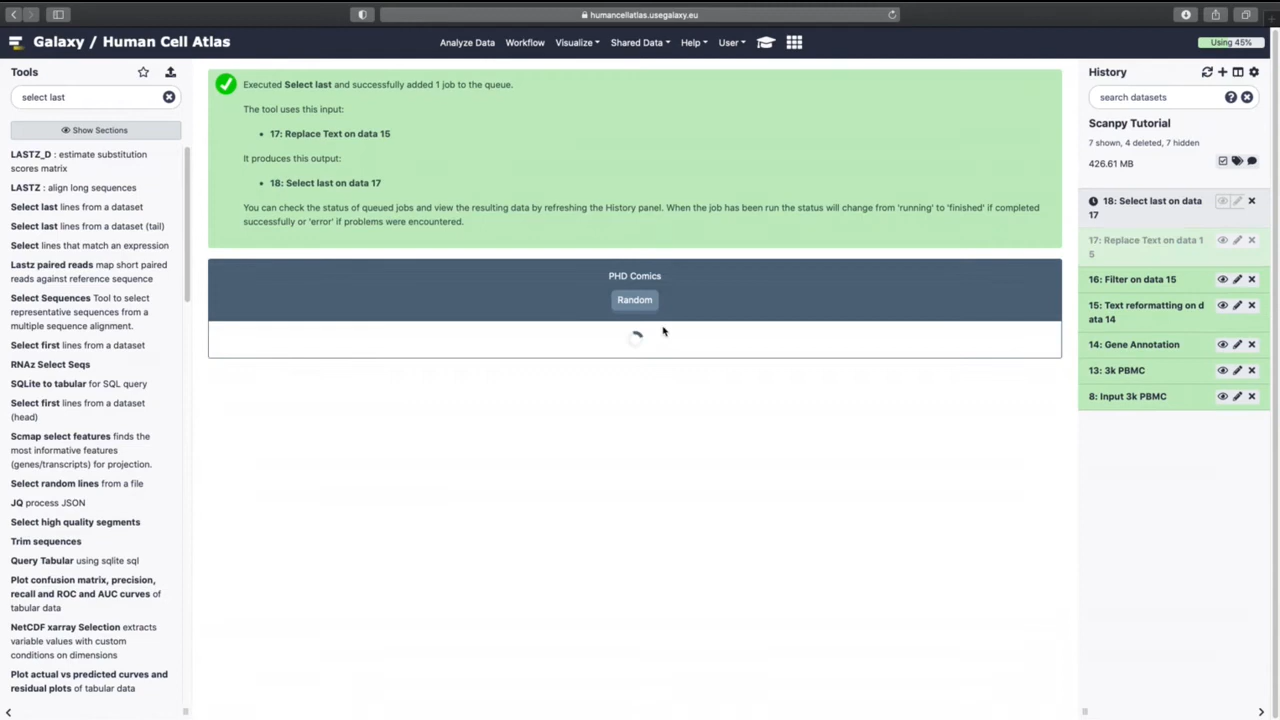 humancellatlas.usegalaxy.eu
Galaxy / Human Cell Atlas
Analyze Data Workflow Visualize Shared Data Help User
Using 45%
Tools
select last
Show Sections
LASTZ_D : estimate substitution
scores matrix
LASTZ : align long sequences
Select last lines from a dataset
Select last lines from a dataset (tail)
Select lines that match an expression
Lastz paired reads map short paired
reads against reference sequence
Select Sequences Tool to select
representative sequences from a
multiple sequence alignment.
Select first lines from a dataset
RNAz Select Seqs
SQLite to tabular for SQL query
Select first lines from a dataset
(head)
Scmap select features finds the
most informative features
(genes/transcripts) for projection.
Select random lines from a file
JQ process JSON
Select high quality segments
Trim sequences
Query Tabular using sqlite sql
Plot confusion matrix, precision,
recall and ROC and AUC curves of
tabular data
NetCDF xarray Selection extracts
variable values with custom
conditions on dimensions
Plot actual vs predicted curves and
residual plots of tabular data
Executed Select last and successfully added 1 job to the queue.
The tool uses this input:
• 17: Replace Text on data 15
It produces this output:
• 18: Select last on data 17
You can check the status of queued jobs and view the resulting data by refreshing the History panel. When the job has been run the status will change from 'running' to 'finished' if completed
successfully or 'error' if problems were encountered.
PHD Comics
Random
History
search datasets
Scanpy Tutorial
7 shown, 4 deleted, 7 hidden
426.61 MB
18: Select last on data
17
17: Replace Text on data 1
5
16: Filter on data 15
15: Text reformatting on d
ata 14
14: Gene Annotation
13: 3k PBMC
8: Input 3k PBMC